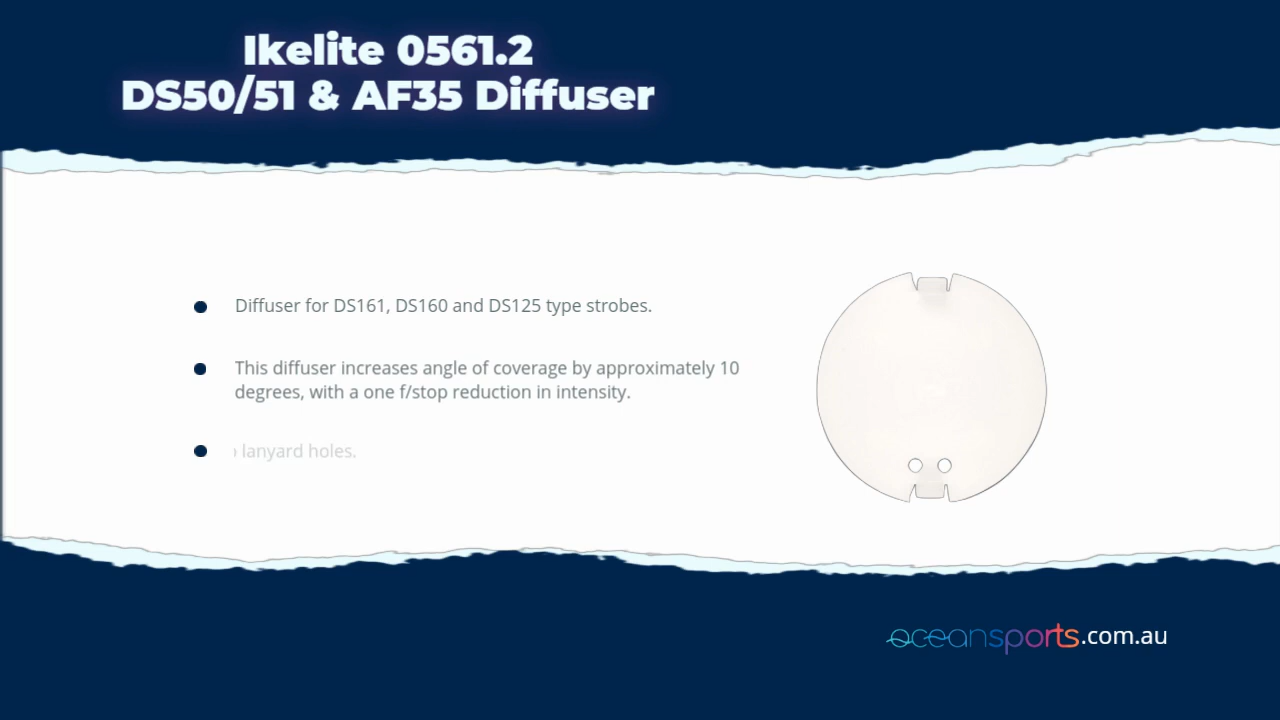 Ikelite 0561.2
DS50/51 & AF35 Diffuser
Diffuser for DS161, DS160 and DS125 type strobes.
This diffuser increases angle of coverage by approximately 10
degrees, with a one f/stop reduction in intensity.
lanyard holes.
oceansports.com.au